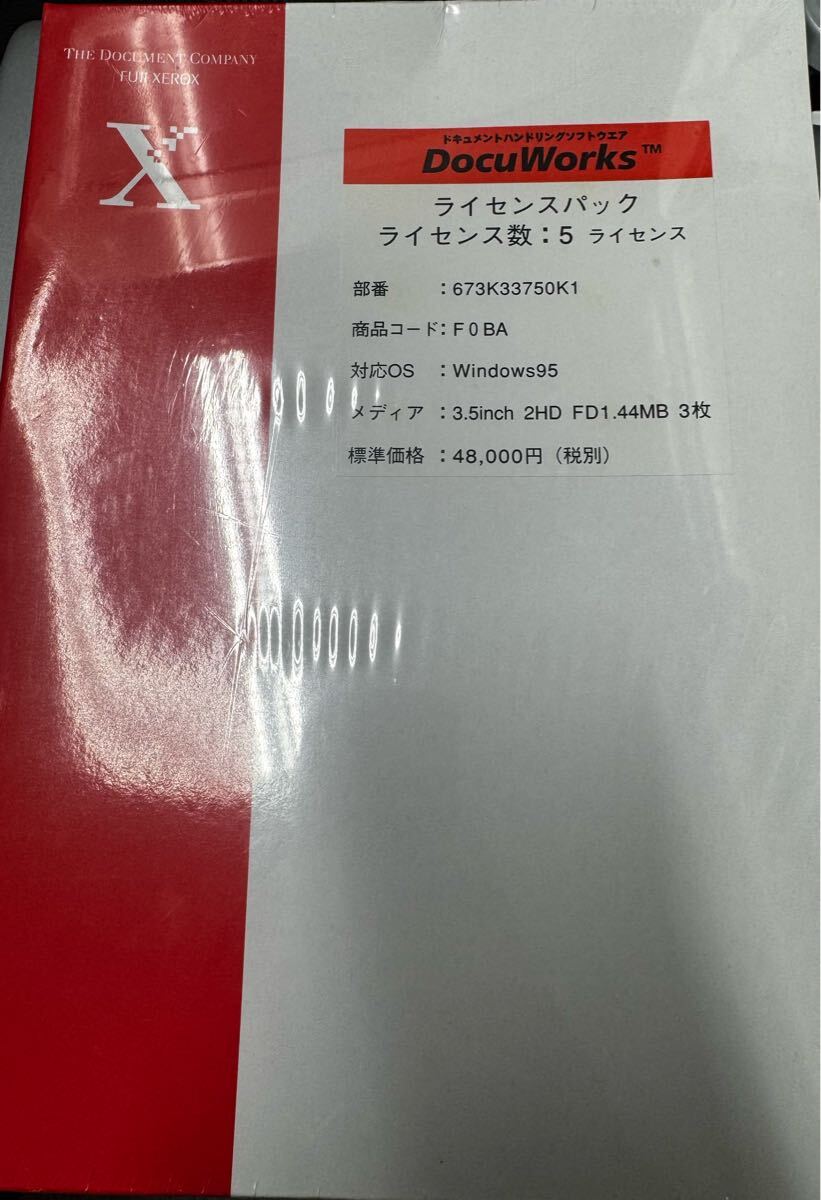 THE DOCUMENT COMPANY
FUJI XEROX
X
ドキュメントハンドリングソフトウエア
DocuWorks™
ライセンスパック
ライセンス数：5 ライセンス
部番 ：673K33750K1
商品コード：F0BA
対応OS ：Windows95
メディア ：3.5inch 2HD FD1.44MB 3枚
標準価格 ：48,000円（税別）